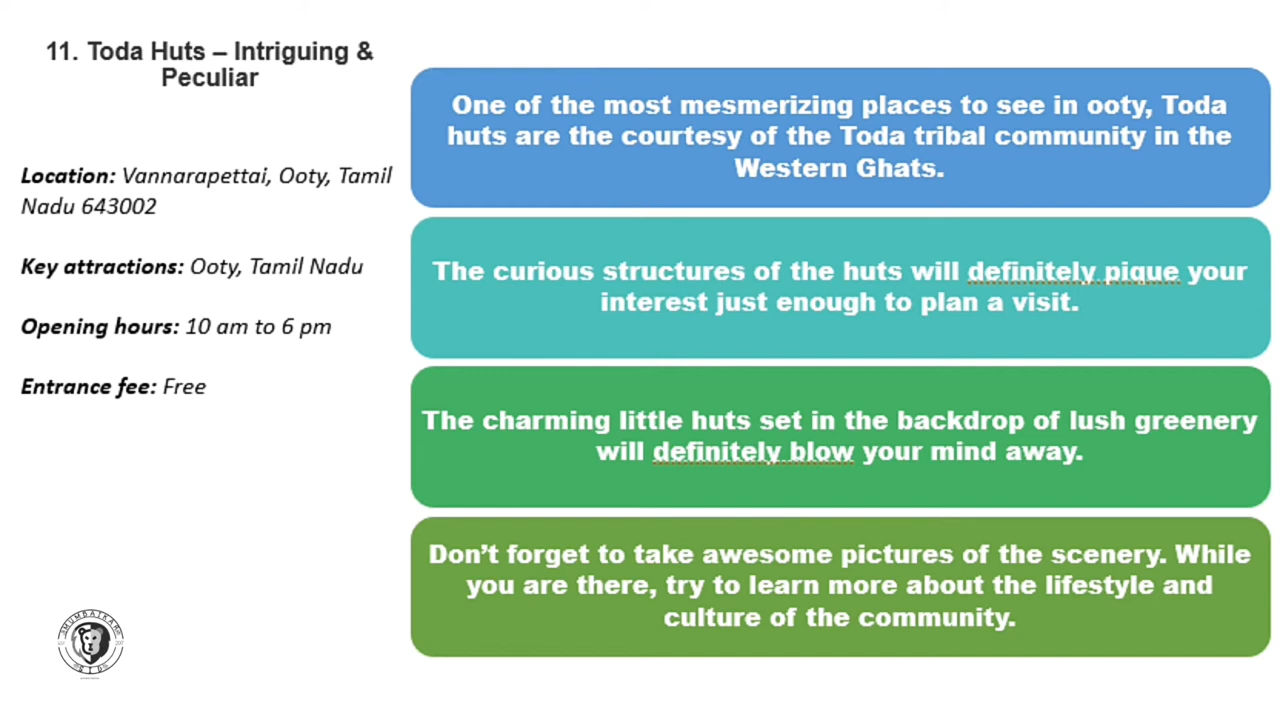 11. Toda Huts – Intriguing &
Peculiar
Location: Vannarapettai, Ooty, Tamil
Nadu 643002
Key attractions: Ooty, Tamil Nadu
Opening hours: 10 am to 6 pm
Entrance fee: Free
One of the most mesmerizing places to see in ooty, Toda
huts are the courtesy of the Toda tribal community in the
Western Ghats.
The curious structures of the huts will definitely pique your
interest just enough to plan a visit.
The charming little huts set in the backdrop of lush greenery
will definitely blow your mind away.
Don’t forget to take awesome pictures of the scenery. While
you are there, try to learn more about the lifestyle and
culture of the community.